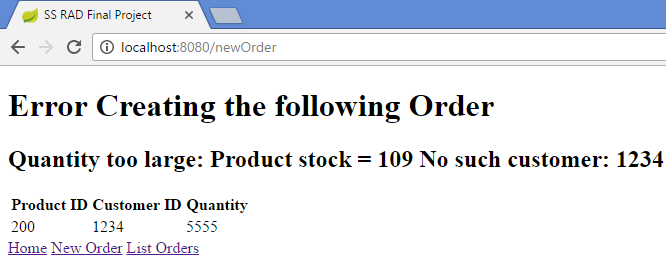 SS RAD Final Project
localhost:8080/newOrder
Error Creating the following Order
Quantity too large: Product stock = 109 No such customer: 1234
Product ID Customer ID Quantity
200 1234 5555
Home New Order List Orders